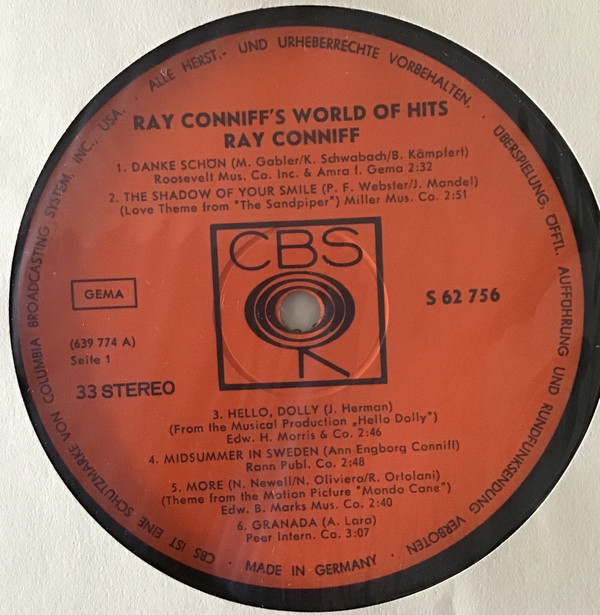 · ALLE HERST.- UND URHEBERRECHTE VORBEHALTEN. · ÜBERSPIELUNG, ÖFFTL. AUFFÜHRUNG UND RUNDFUNKSENDUNG VERBOTEN · MADE IN GERMANY · CBS IST EINE SCHUTZMARKE VON COLUMBIA BROADCASTING SYSTEM, INC., USA.
RAY CONNIFF'S WORLD OF HITS
RAY CONNIFF
1. DANKE SCHÖN (M. Gabler/K. Schwabach/B. Kämpfert)
Roosevelt Mus. Co. Inc. & Amra f. Gema 2:32
2. THE SHADOW OF YOUR SMILE (P. F. Webster/J. Mandel)
(Love Theme from "The Sandpiper") Miller Mus. Co. 2:51
CBS
GEMA
S 62 756
(639 774 A)
Seite 1
33 STEREO
3. HELLO, DOLLY (J. Herman)
(From the Musical Production „Hello Dolly")
Edw. H. Morris & Co. 2:46
4. MIDSUMMER IN SWEDEN (Ann Engborg Conniff)
Rann Publ. Co. 2:48
5. MORE (N. Newell/N. Oliviero/R. Ortolani)
(Theme from the Motion Picture "Mondo Cane")
Edw. B. Marks Mus. Co. 2:40
6. GRANADA (A. Lara)
Peer Intern. Co. 3:07